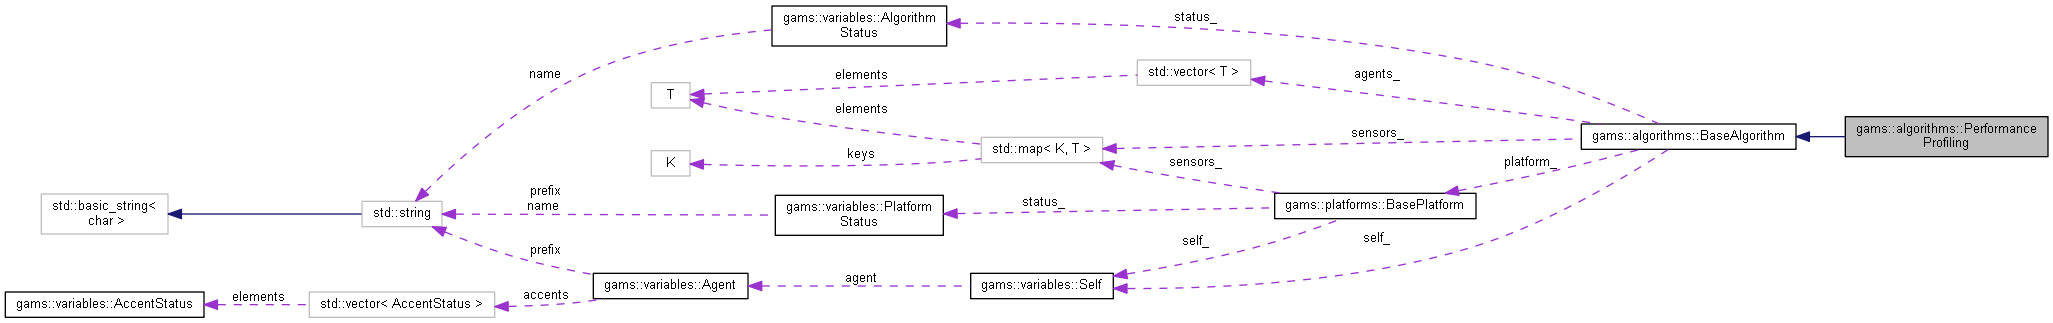 gams::variables::Algorithm
Status
status_
name
std::vector< T >
agents_
elements
T
elements
std::map< K, T >
sensors_
gams::algorithms::BaseAlgorithm
gams::algorithms::Performance
Profiling
keys
K
sensors_
platform_
prefix
name
std::basic_string<
char >
std::string
gams::variables::Platform
Status
status_
gams::platforms::BasePlatform
prefix
self_
self_
gams::variables::Agent
agent
gams::variables::Self
gams::variables::AccentStatus
elements
std::vector< AccentStatus >
accents